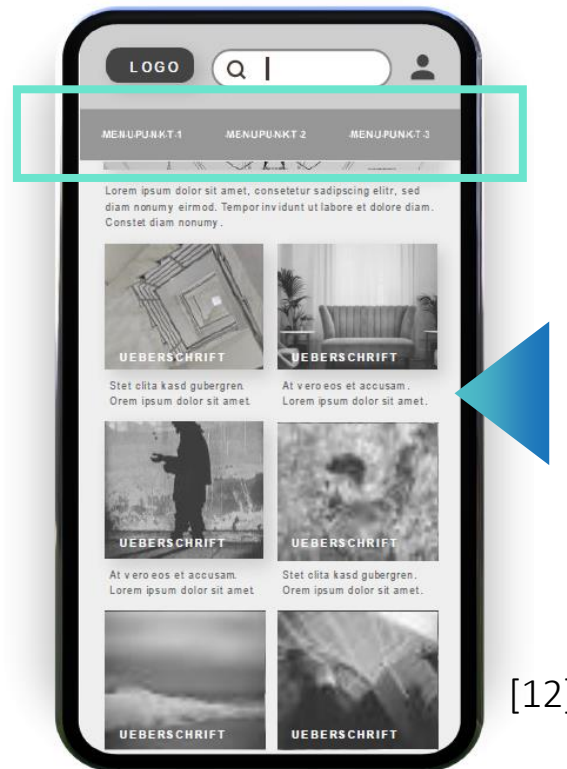 LOGO
MENUPUNKT 1 MENUPUNKT 2 MENUPUNKT 3
Lorem ipsum dolor sit amet, consetetur sadipscing elitr, sed
diam nonumy eirmod. Tempor invidunt ut labore et dolore diam.
Constet diam nonumy.
UEBERSCHRIFT
Stet clita kasd gubergren.
Orem ipsum dolor sit amet.
UEBERSCHRIFT
At vero eos et accusam.
Lorem ipsum dolor sit amet.
UEBERSCHRIFT
At vero eos et accusam.
Lorem ipsum dolor sit amet.
UEBERSCHRIFT
Stet clita kasd gubergren.
Orem ipsum dolor sit amet.
UEBERSCHRIFT
UEBERSCHRIFT
[12]